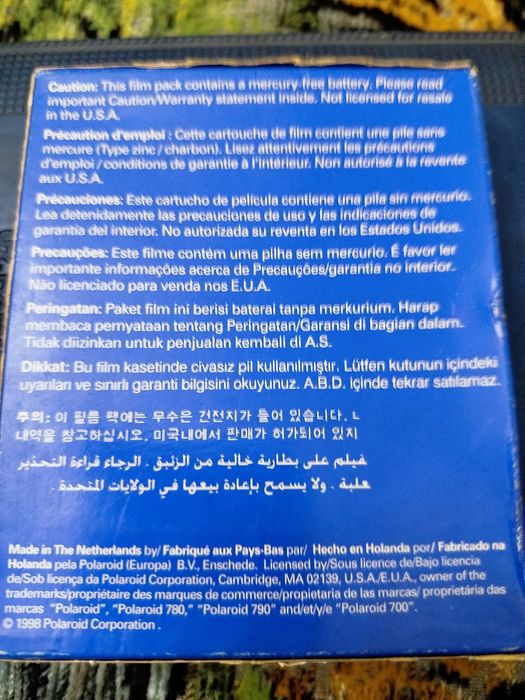 Caution: This film pack contains a mercury-free battery. Please read
important Caution/Warranty statement inside. Not licensed for resale
in the U.S.A.
Précaution d'emploi : Cette cartouche de film contient une pile sans
mercure (Type zinc / charbon). Lisez attentivement les précautions
d'emploi / conditions de garantie à l'intérieur. Non autorisé à la revente
aux U.S.A.
Precauciones: Este cartucho de película contiene una pila sin mercurio.
Lea detenidamente las precauciones de uso y las indicaciones de
garantía del interior. No autorizada su reventa en los Estados Unidos.
Precauções: Este filme contém uma pilha sem mercurio. É favor ler
importante informações acerca de Precauções/garantia no interior.
Não licenciado para venda nos E.U.A.
Peringatan: Paket film ini berisi baterai tanpa merkurium. Harap
membaca pernyataan tentang Peringatan/Garansi di bagian dalam.
Tidak diizinkan untuk penjualan kembali di A.S.
Dikkat: Bu film kasetinde civasız pil kullanılmıştır. Lütfen kutunun içindeki
uyarıları ve sınırlı garanti bilgisini okuyunuz. A.B.D. içinde tekrar satılamaz.
주의: 이 필름 팩에는 무수은 건전지가 들어 있습니다. ㄴ
내역을 참고하십시오. 미국내에서 판매가 허가되어 있지
فيلم على بطارية خالية من الزئبق . الرجاء قراءة التحذير
علبة . ولا يسمح بإعادة بيعها في الولايات المتحدة .
Made in The Netherlands by/ Fabriqué aux Pays-Bas par/ Hecho en Holanda por/ Fabricado na
Holanda pela Polaroid (Europa) B.V., Enschede. Licensed by/Sous licence de/Bajo licencia
de/Sob licença da Polaroid Corporation, Cambridge, MA 02139, U.S.A./E.U.A., owner of the
trademarks/propriétaire des marques de commerce/propietaria de las marcas/ proprietária das
marcas "Polaroid", "Polaroid 780," "Polaroid 790" and/et/y/e "Polaroid 700".
© 1998 Polaroid Corporation .